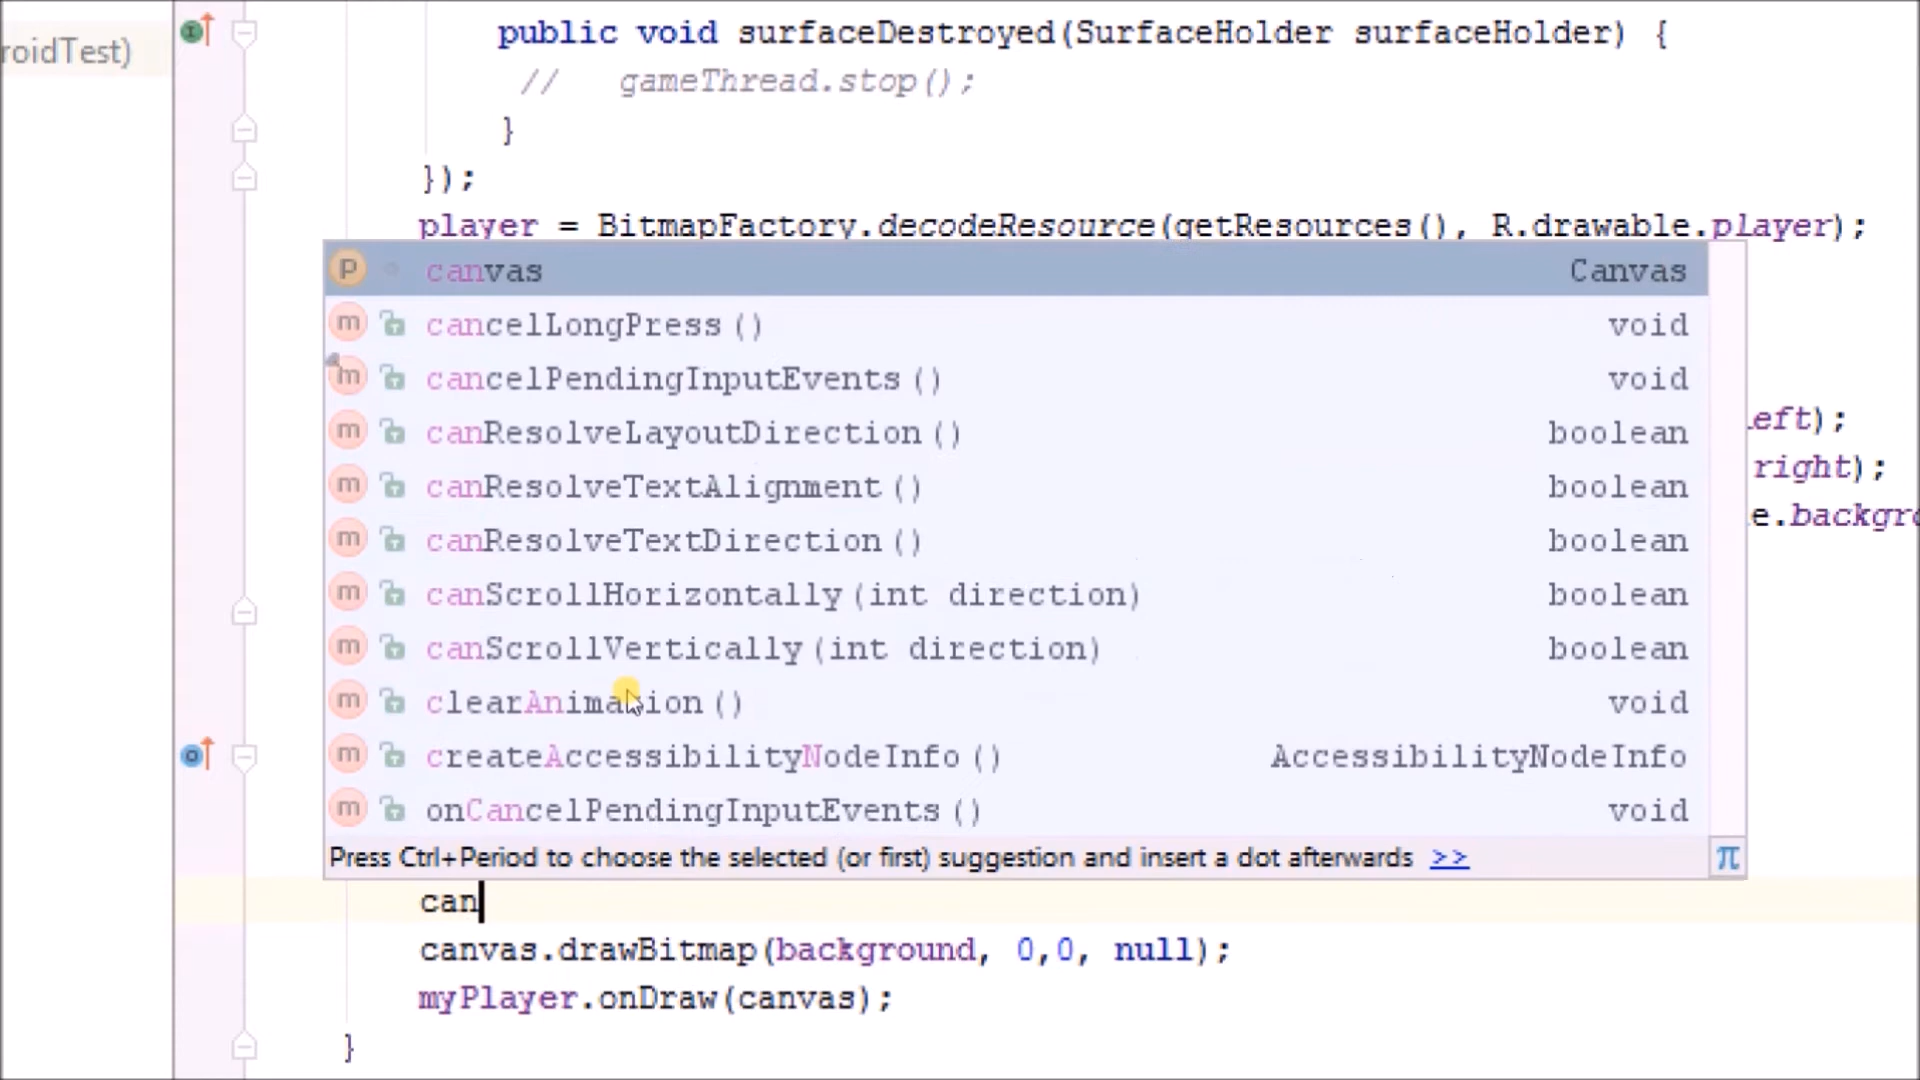 public void surfaceDestroyed(SurfaceHolder surfaceHolder) {
roidTest)
// gameThread.stop();
}
});
player = BitmapFactory.decodeResource(getResources(), R.drawable.player);
canvas Canvas
cancelLongPress() void
cancelPendingInputEvents() void
canResolveLayoutDirection() boolean
left);
canResolveTextAlignment() boolean
right);
canResolveTextDirection() boolean
e.backgro
canScrollHorizontally(int direction) boolean
canScrollVertically(int direction) boolean
clearAnimation() void
createAccessibilityNodeInfo() AccessibilityNodeInfo
onCancelPendingInputEvents() void
Press Ctrl+Period to choose the selected (or first) suggestion and insert a dot afterwards >> π
can
canvas.drawBitmap(background, 0,0, null);
myPlayer.onDraw(canvas);
}